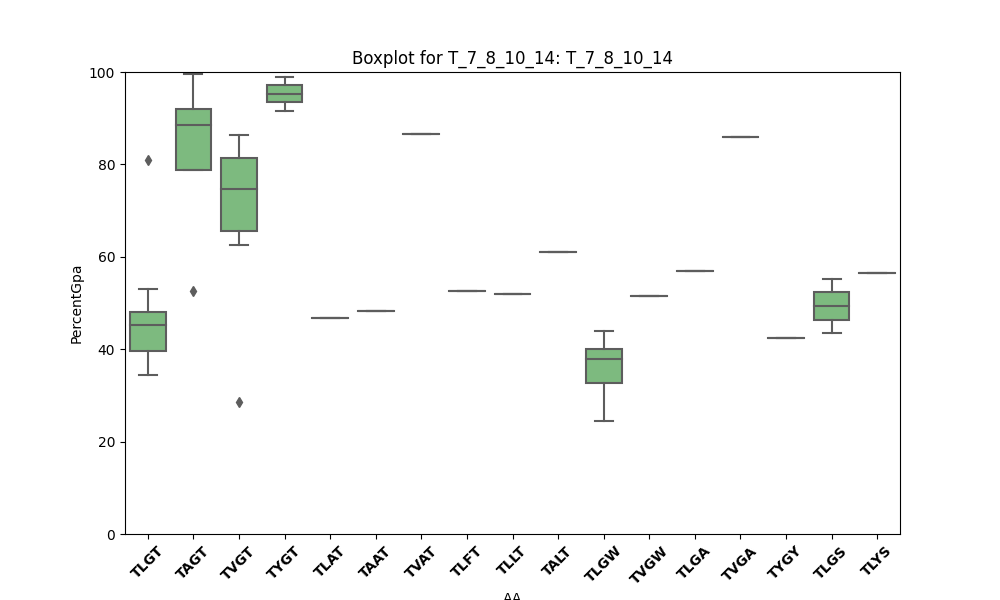 Boxplot for T_7_8_10_14: T_7_8_10_14
100
80
60
40
20
0
PercentGpa
TLGT
TAGT
TVGT
TYGT
TLAT
TAAT
TVAT
TLFT
TLLT
TALT
TLGW
TVGW
TLGA
TVGA
TYGY
TLGS
TLYS
AA